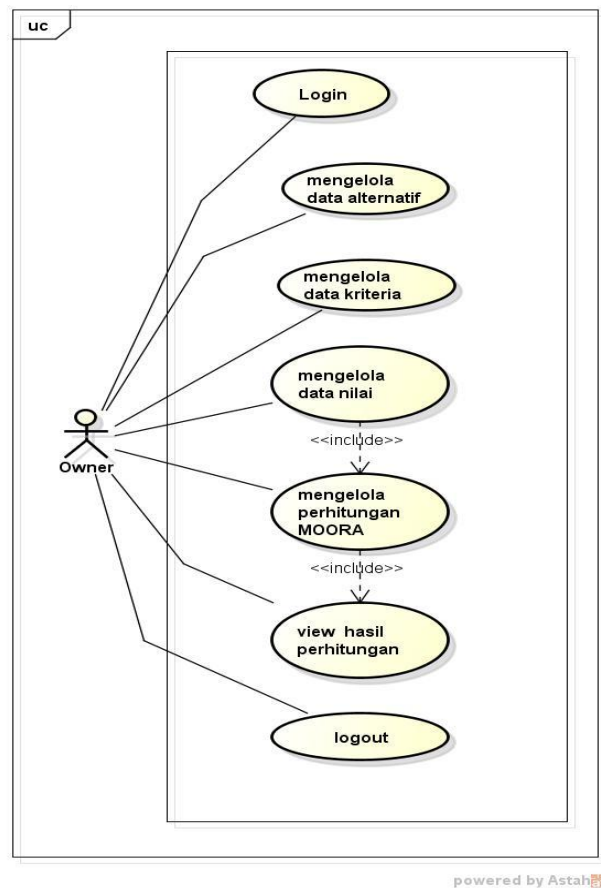 uc
Login
mengelola
data alternatif
mengelola
data kriteria
mengelola
data nilai
<<include>>
Owner
mengelola
perhitungan
MOORA
<<include>>
view hasil
perhitungan
logout
powered by Astah